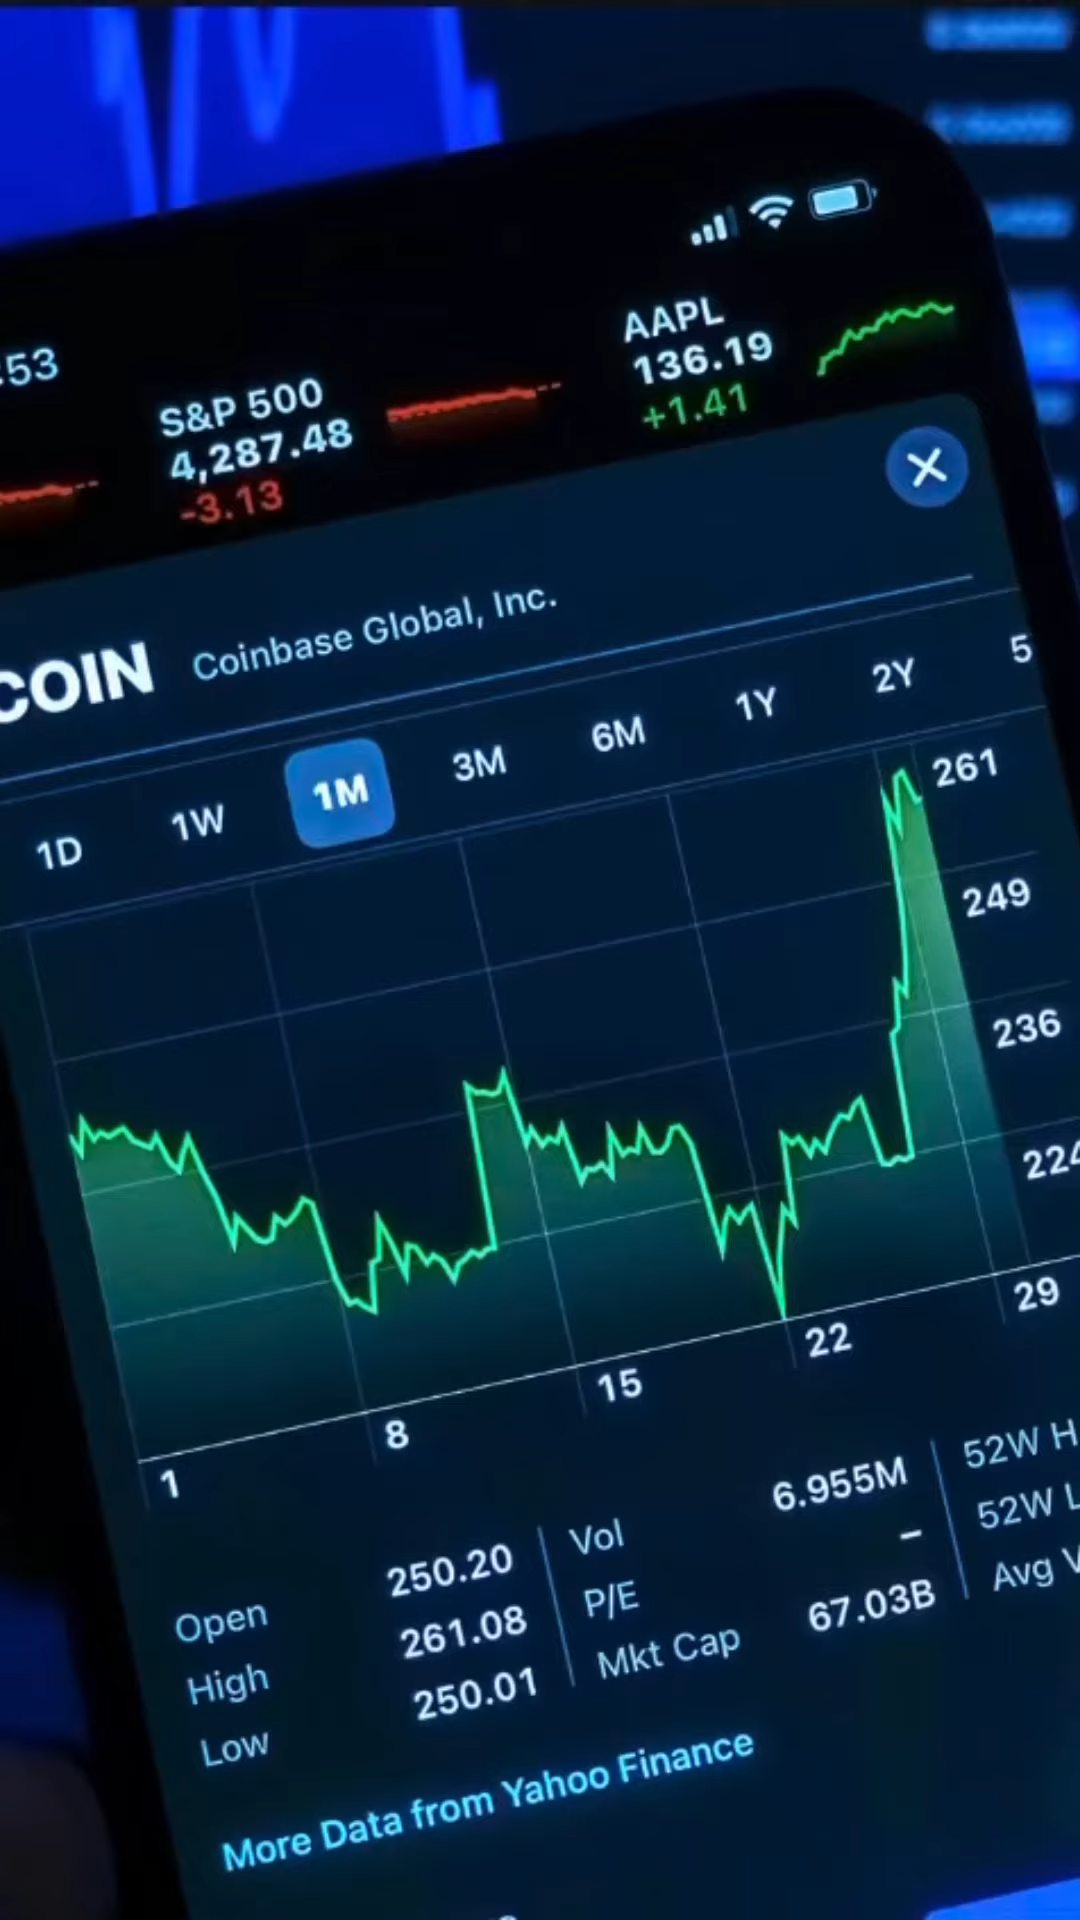 :53
S&P 500
4,287.48
-3.13
AAPL
136.19
+1.41
COIN Coinbase Global, Inc.
1D 1W 1M 3M 6M 1Y 2Y 5
261
249
236
224
1 8 15 22 29
Open 250.20
High 261.08
Low 250.01
Vol 6.955M
P/E –
Mkt Cap 67.03B
52W H
52W L
Avg V
More Data from Yahoo Finance